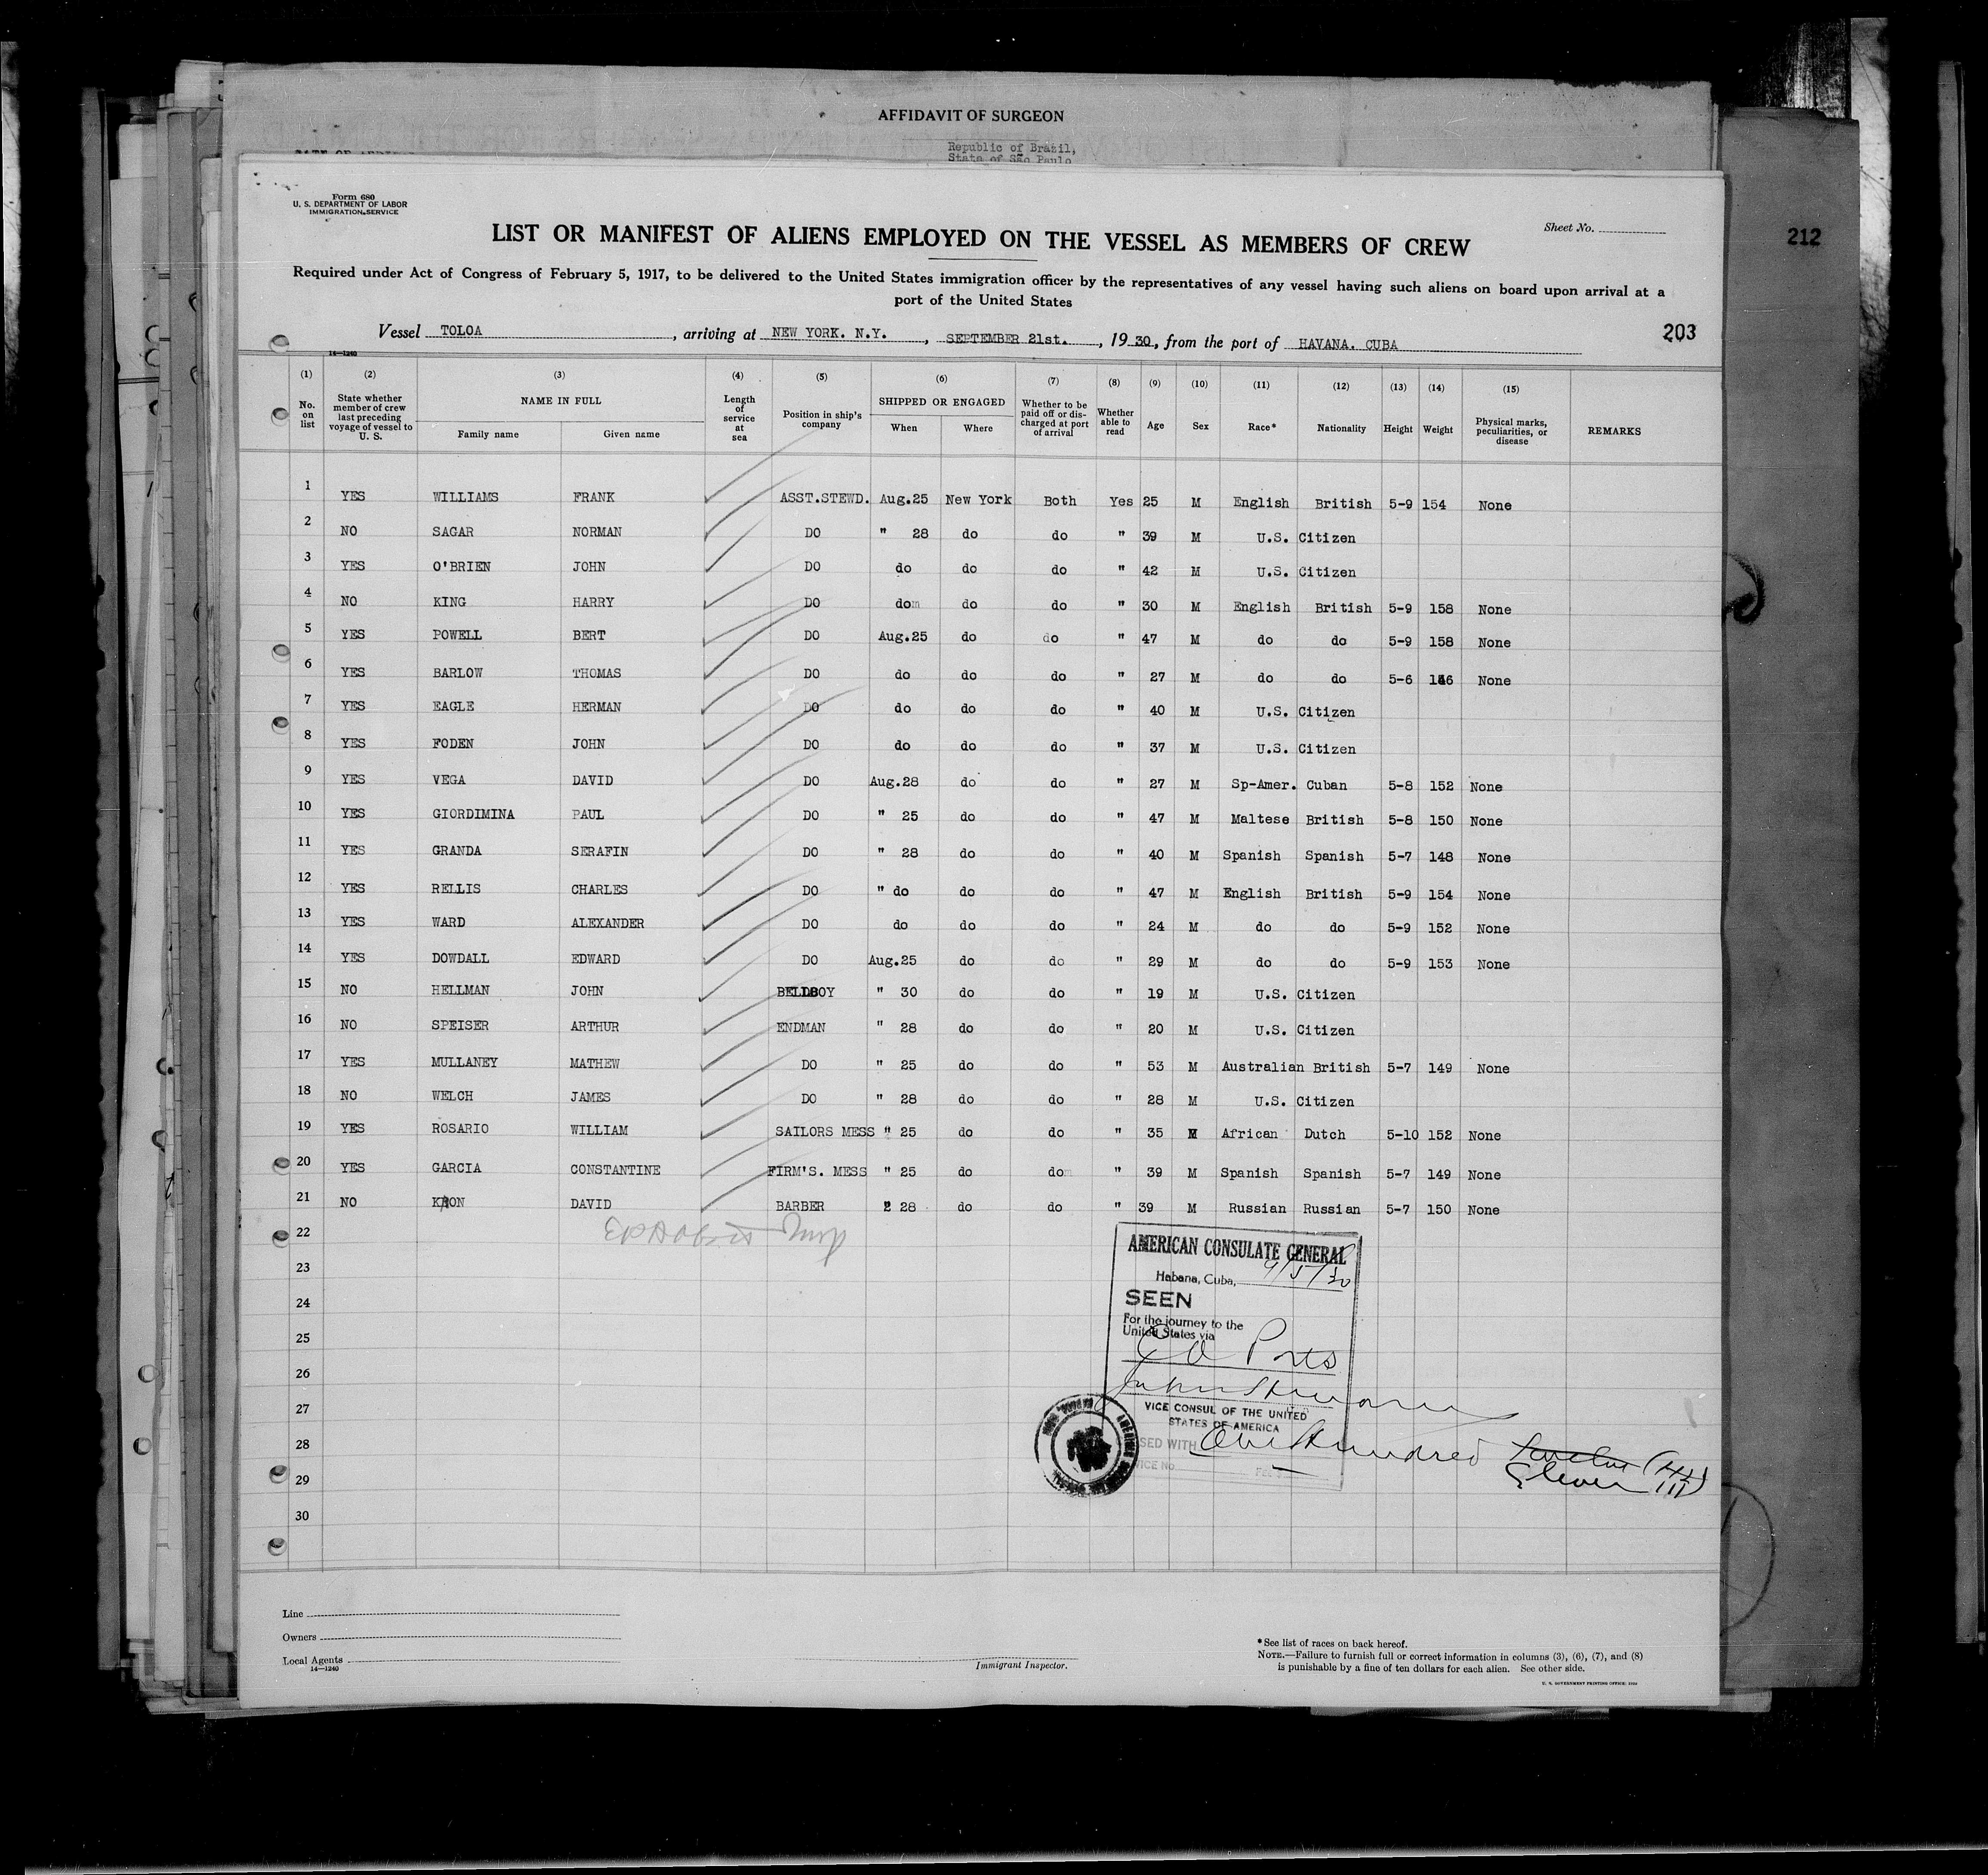 AFFIDAVIT OF SURGEON
Republic of Brazil,
State of São Paulo
212
Form 680
U. S. DEPARTMENT OF LABOR
IMMIGRATION SERVICE
Sheet No.
LIST OR MANIFEST OF ALIENS EMPLOYED ON THE VESSEL AS MEMBERS OF CREW
Required under Act of Congress of February 5, 1917, to be delivered to the United States immigration officer by the representatives of any vessel having such aliens on board upon arrival at a
port of the United States
Vessel TOLOA, arriving at NEW YORK. N.Y., SEPTEMBER 21st., 1930, from the port of HAVANA. CUBA
203
14—1240
(1) (2) (3) (4) (5) (6) (7) (8) (9) (10) (11) (12) (13) (14) (15)
No. on list
State whether member of crew last preceding voyage of vessel to U. S.
NAME IN FULL
Family name
Given name
Length of service at sea
Position in ship's company
SHIPPED OR ENGAGED
When
Where
Whether to be paid off or discharged at port of arrival
Whether able to read
Age
Sex
Race*
Nationality
Height
Weight
Physical marks, peculiarities, or disease
REMARKS
1 YES WILLIAMS FRANK ASST.STEWD. Aug.25 New York Both Yes 25 M English British 5-9 154 None
2 NO SAGAR NORMAN DO " 28 do do " 39 M U.S. Citizen
3 YES O'BRIEN JOHN DO do do do " 42 M U.S. Citizen
4 NO KING HARRY DO do do do " 30 M English British 5-9 158 None
5 YES POWELL BERT DO Aug.25 do do " 47 M do do 5-9 158 None
6 YES BARLOW THOMAS DO do do do " 27 M do do 5-6 146 None
7 YES EAGLE HERMAN DO do do do " 40 M U.S. Citizen
8 YES FODEN JOHN DO do do do " 37 M U.S. Citizen
9 YES VEGA DAVID DO Aug.28 do do " 27 M Sp-Amer. Cuban 5-8 152 None
10 YES GIORDIMINA PAUL DO " 25 do do " 47 M Maltese British 5-8 150 None
11 YES GRANDA SERAFIN DO " 28 do do " 40 M Spanish Spanish 5-7 148 None
12 YES RELLIS CHARLES DO " do do do " 47 M English British 5-9 154 None
13 YES WARD ALEXANDER DO do do do " 24 M do do 5-9 152 None
14 YES DOWDALL EDWARD DO Aug.25 do do " 29 M do do 5-9 153 None
15 NO HELLMAN JOHN BELLBOY " 30 do do " 19 M U.S. Citizen
16 NO SPEISER ARTHUR ENDMAN " 28 do do " 20 M U.S. Citizen
17 YES MULLANEY MATHEW DO " 25 do do " 53 M Australian British 5-7 149 None
18 NO WELCH JAMES DO " 28 do do " 28 M U.S. Citizen
19 YES ROSARIO WILLIAM SAILORS MESS " 25 do do " 35 M African Dutch 5-10 152 None
20 YES GARCIA CONSTANTINE FIRM'S. MESS " 25 do do " 39 M Spanish Spanish 5-7 149 None
21 NO KAON DAVID BARBER " 28 do do " 39 M Russian Russian 5-7 150 None
22
23
24
25
26
27
28
29
30
AMERICAN CONSULATE GENERAL
Habana, Cuba,
SEEN
For the journey to the
United States via
VICE CONSUL OF THE UNITED
STATES OF AMERICA
One Hundred Twelve
Eleven 111
Line
Owners
Local Agents
14—1240
Immigrant Inspector.
*See list of races on back hereof.
NOTE.—Failure to furnish full or correct information in columns (3), (6), (7), and (8)
is punishable by a fine of ten dollars for each alien. See other side.